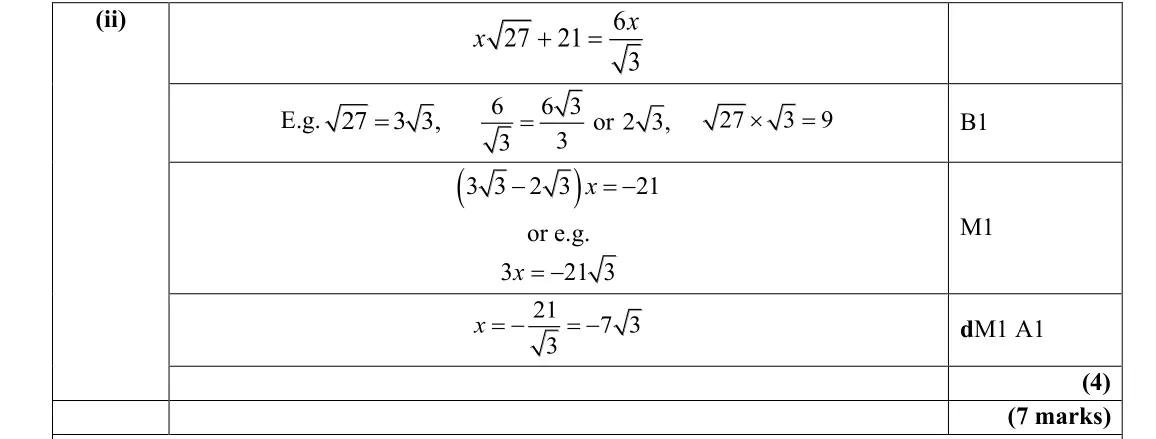 (ii) x√27 + 21 = 6x/√3
E.g. √27 = 3√3, 6/√3 = 6√3/3 or 2√3, √27 × √3 = 9 B1
(3√3 − 2√3)x = −21
or e.g. M1
3x = −21√3
x = −21/√3 = −7√3 dM1 A1
(4)
(7 marks)